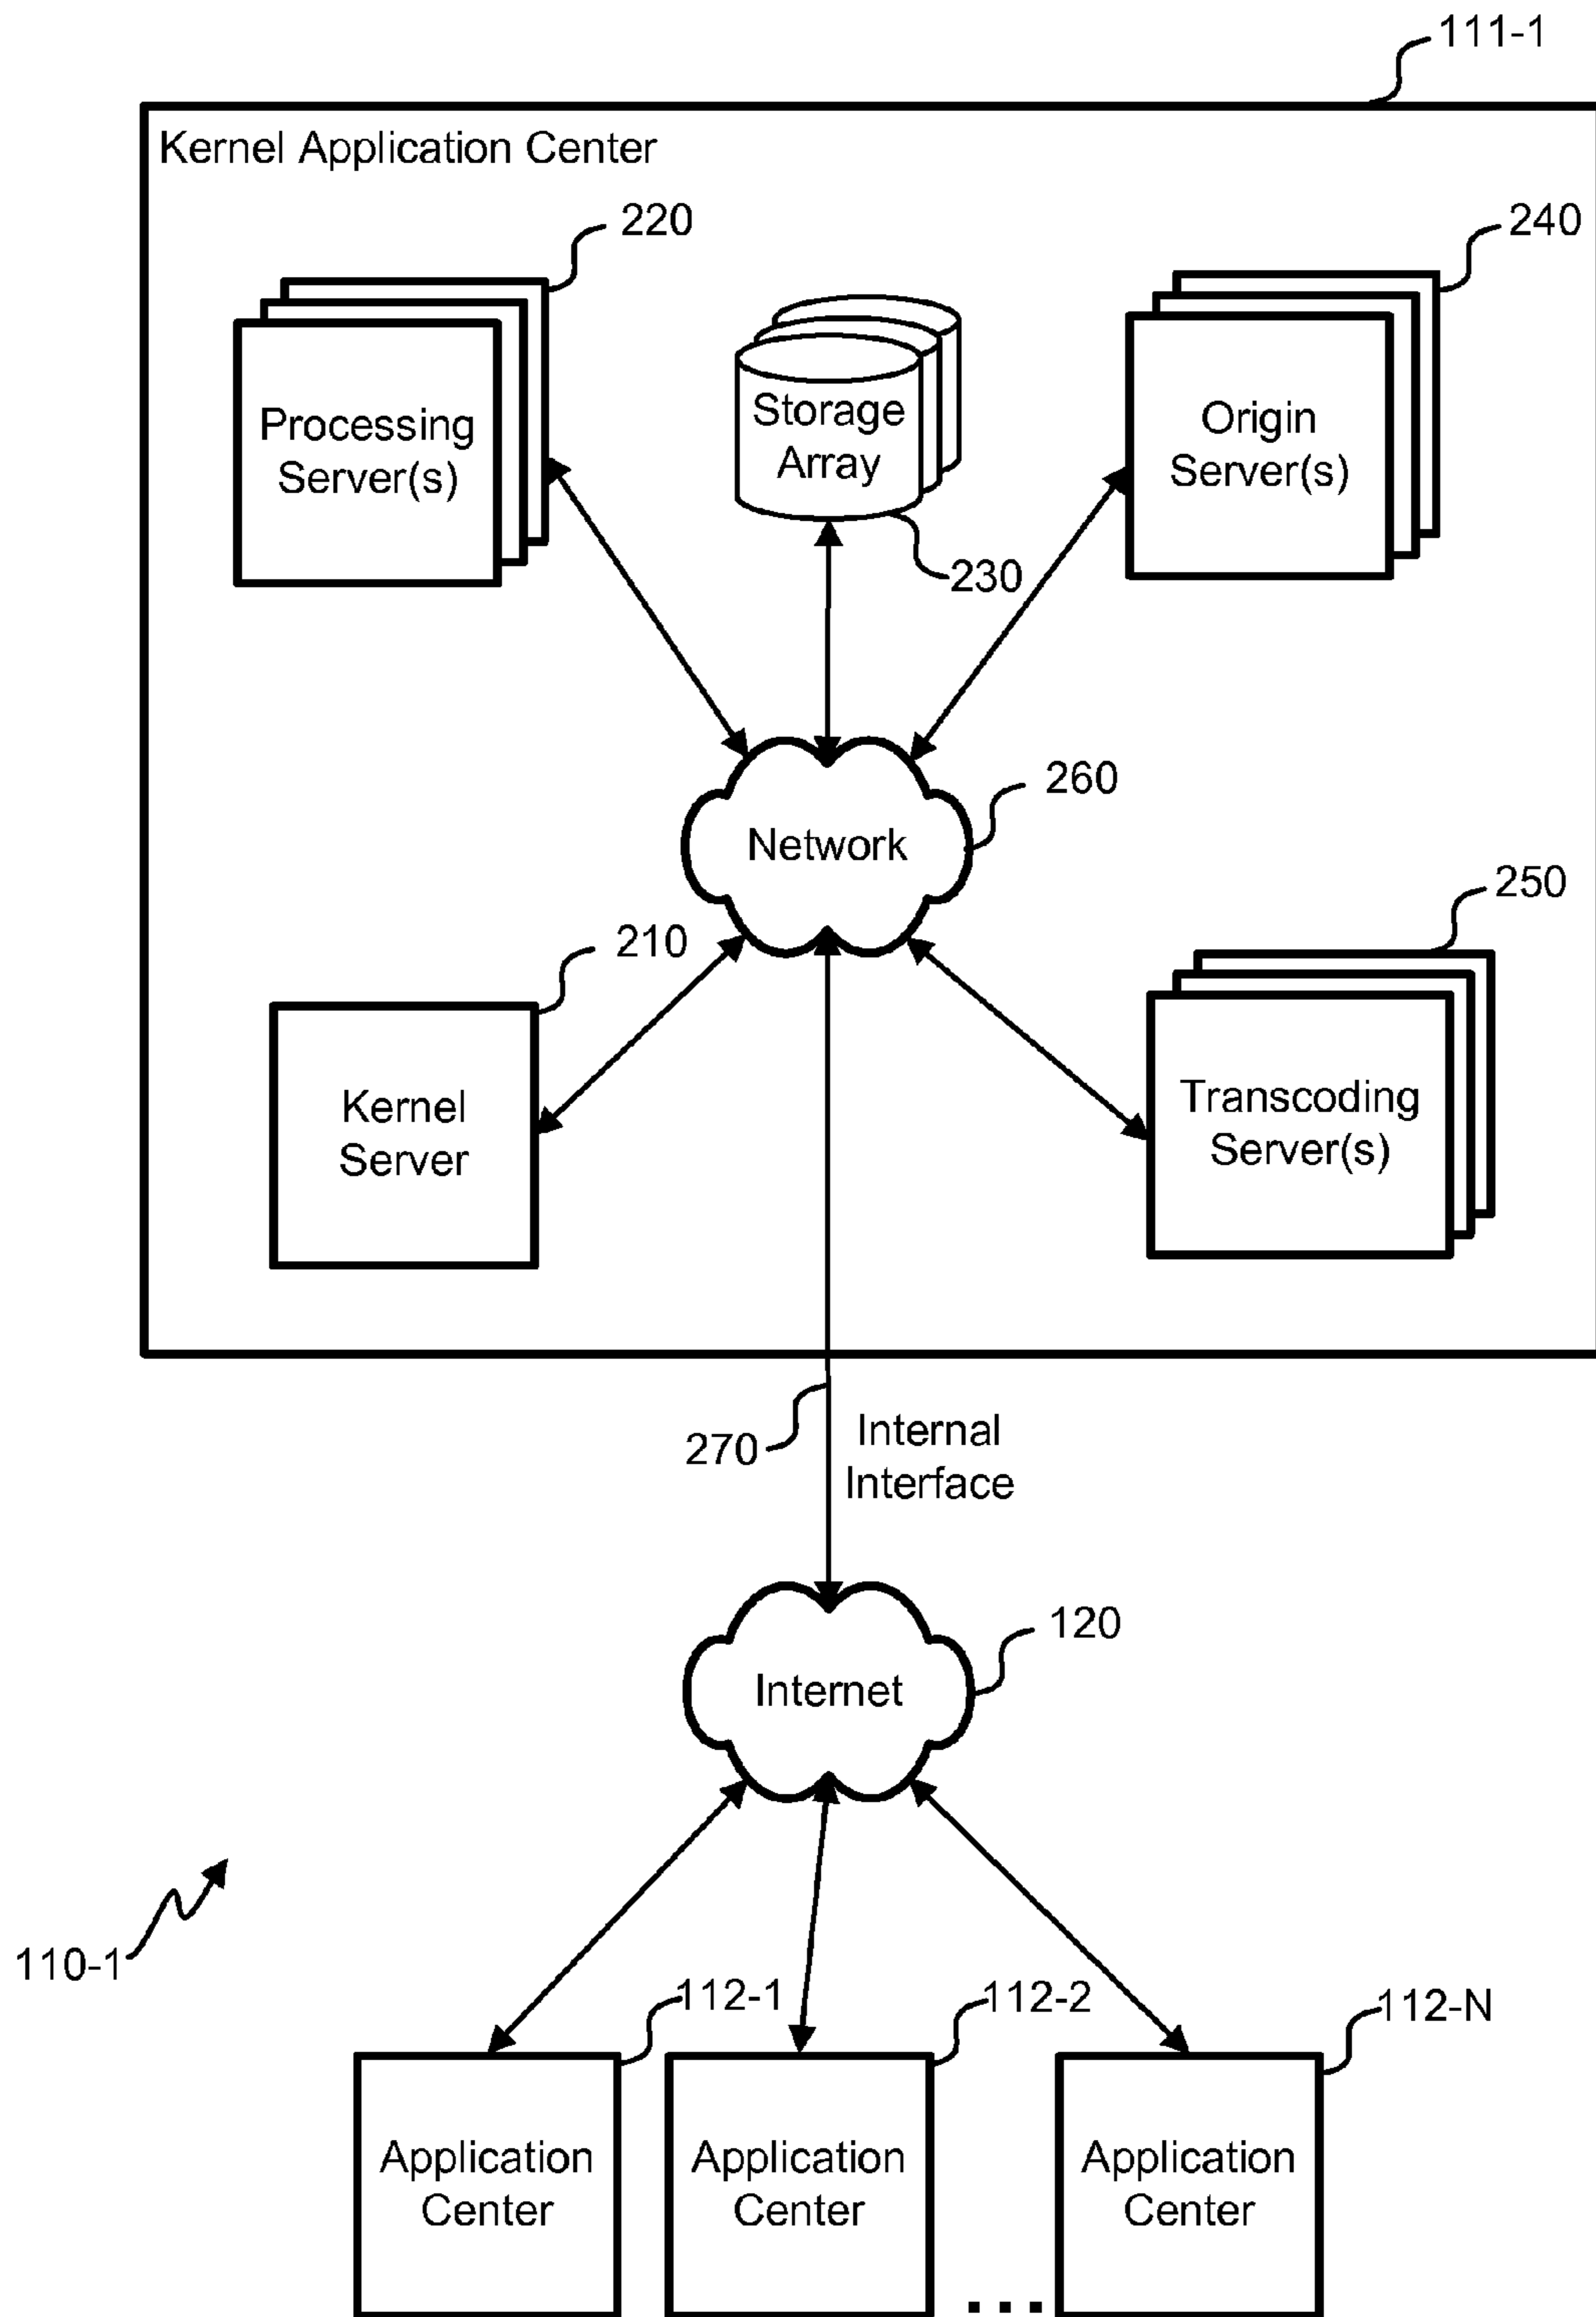 111-1
Kernel Application Center
220
240
Processing
Server(s)
Storage
Array
Origin
Server(s)
230
260
Network
250
210
Kernel
Server
Transcoding
Server(s)
270
Internal
Interface
120
Internet
110-1
112-1
112-2
112-N
Application
Center
Application
Center
Application
Center
...